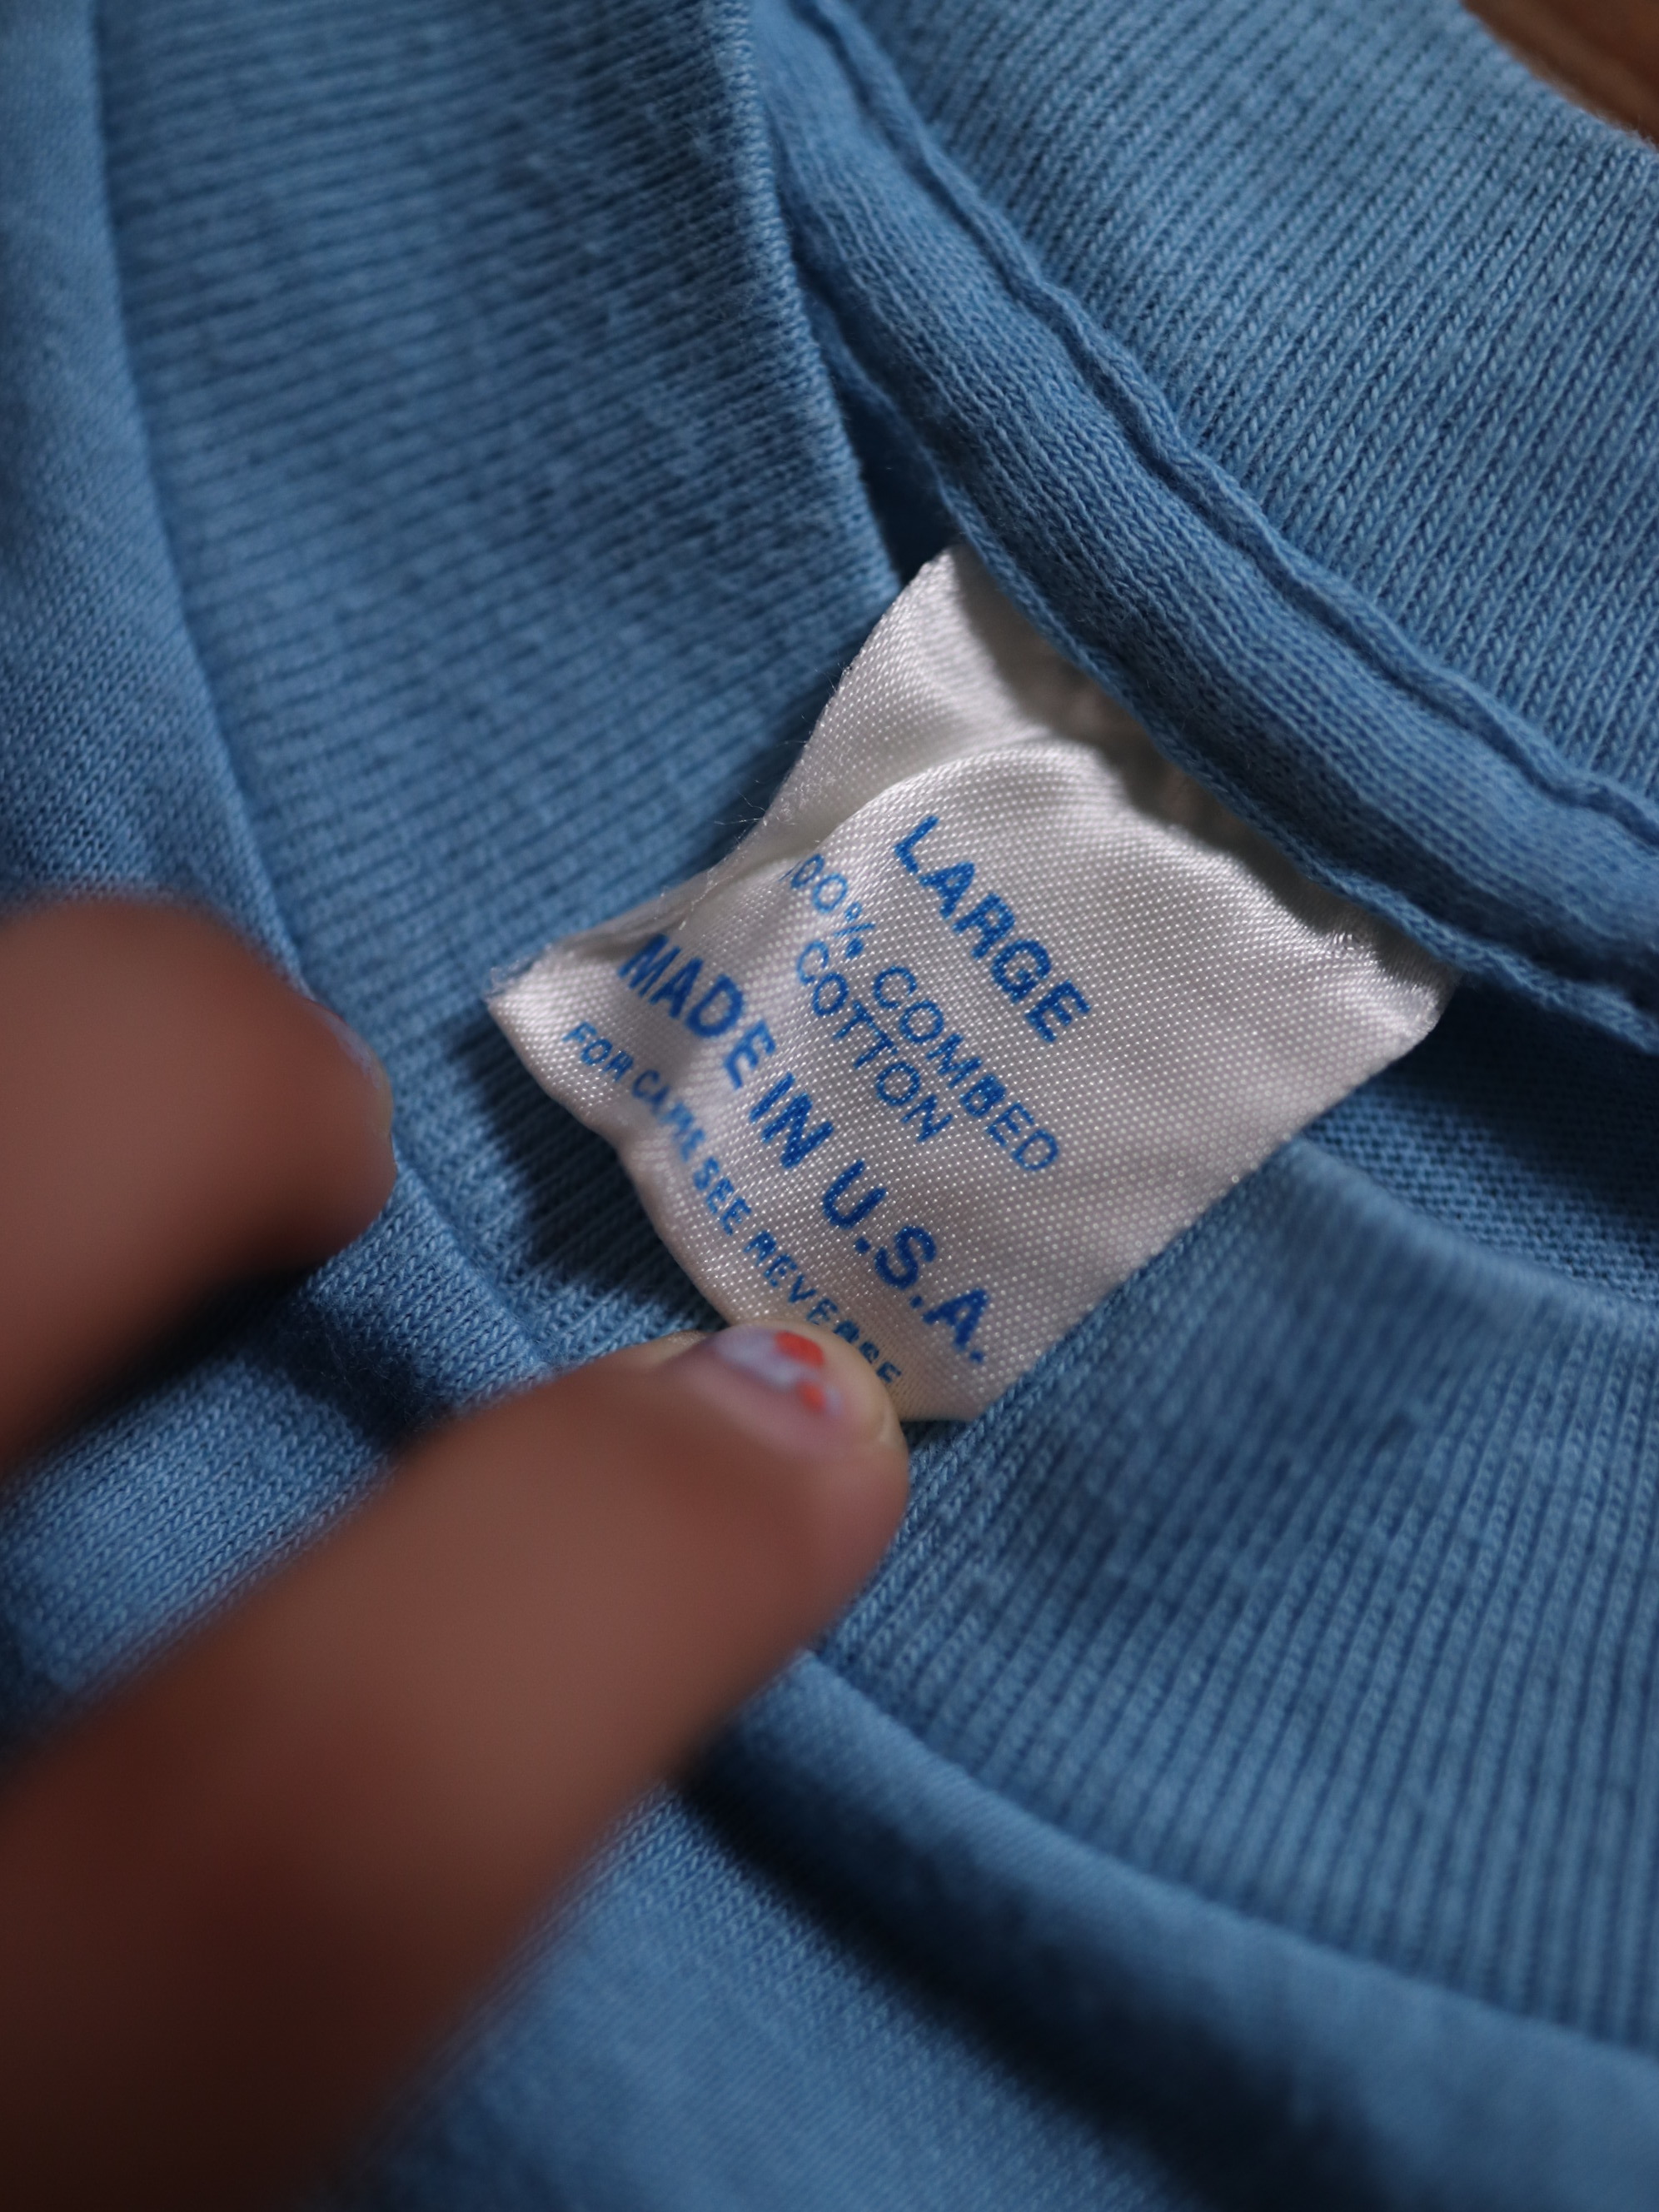 LARGE
100% COMBED
COTTON
MADE IN U.S.A.
FOR CARE SEE REVERSE